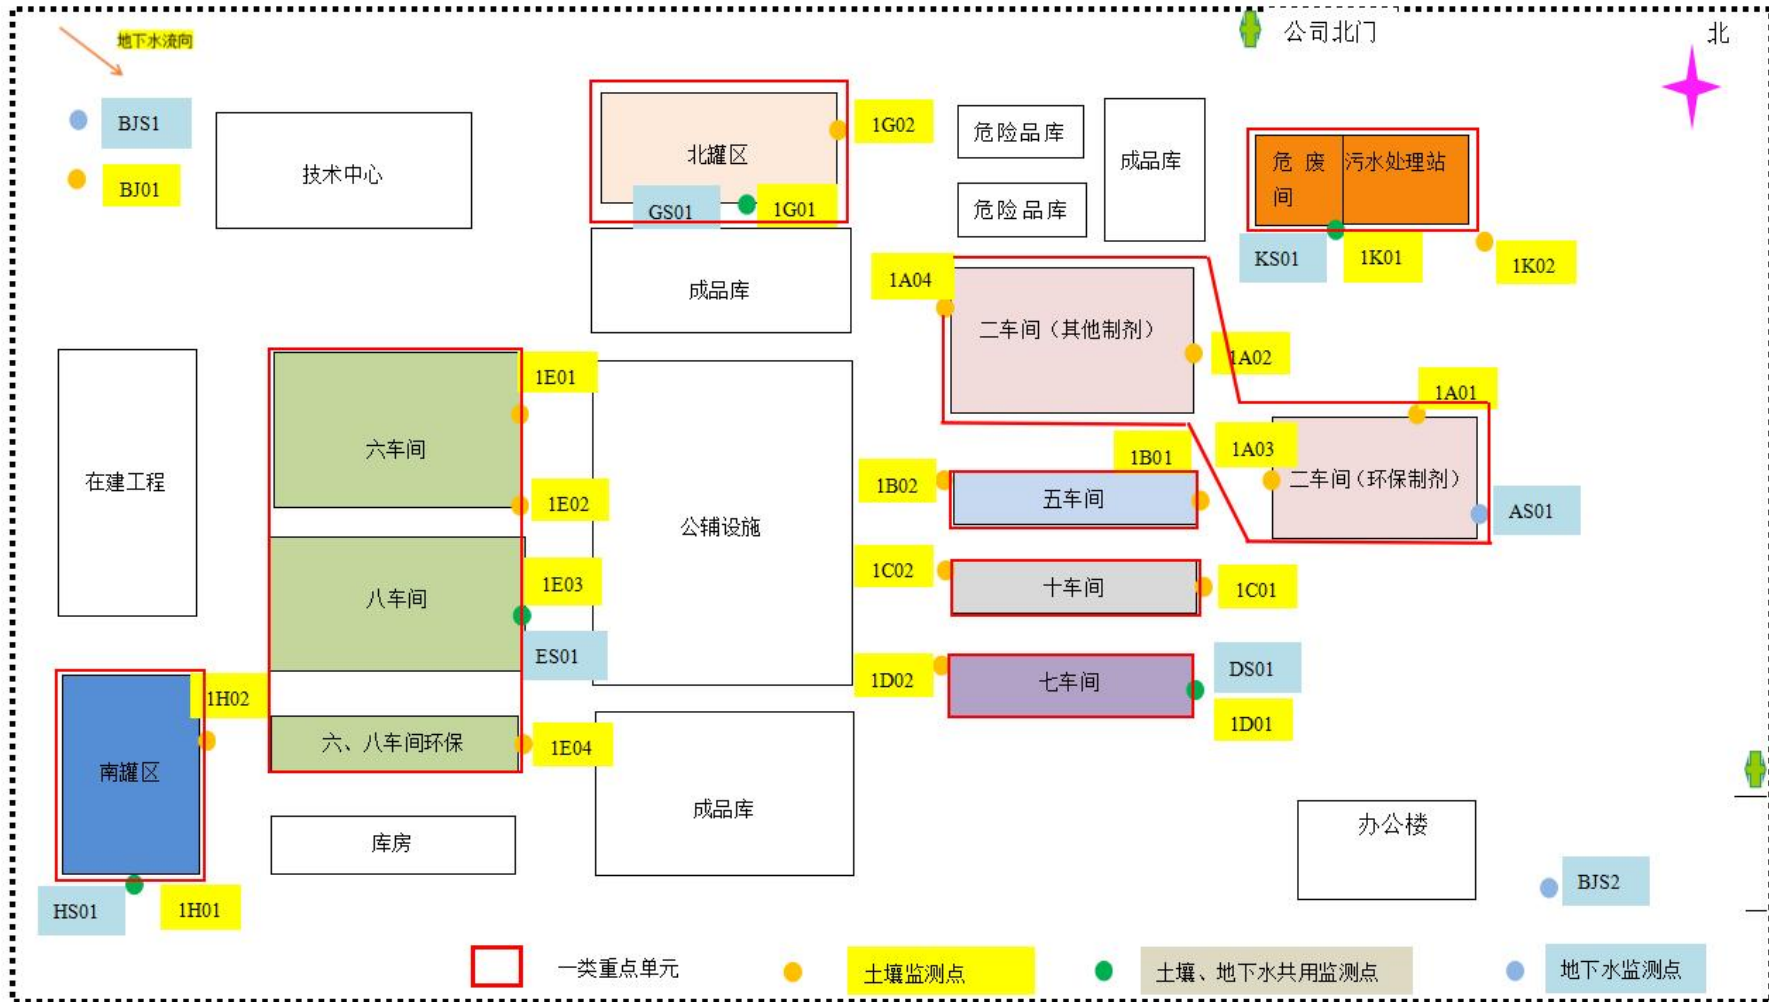 公司北门
北
地下水流向
BJS1
BJ01
技术中心
北罐区
1G02
GS01
1G01
危险品库
危险品库
成品库
危废间
污水处理站
KS01
1K01
1K02
成品库
1A04
二车间（其他制剂）
1A02
1A01
1A03
二车间（环保制剂）
AS01
1B01
1B02
五车间
1C02
十车间
1C01
1D02
七车间
DS01
1D01
在建工程
六车间
1E01
1E02
八车间
1E03
ES01
公辅设施
六、八车间环保
1E04
1H02
南罐区
HS01
1H01
库房
成品库
办公楼
BJS2
一类重点单元
土壤监测点
土壤、地下水共用监测点
地下水监测点